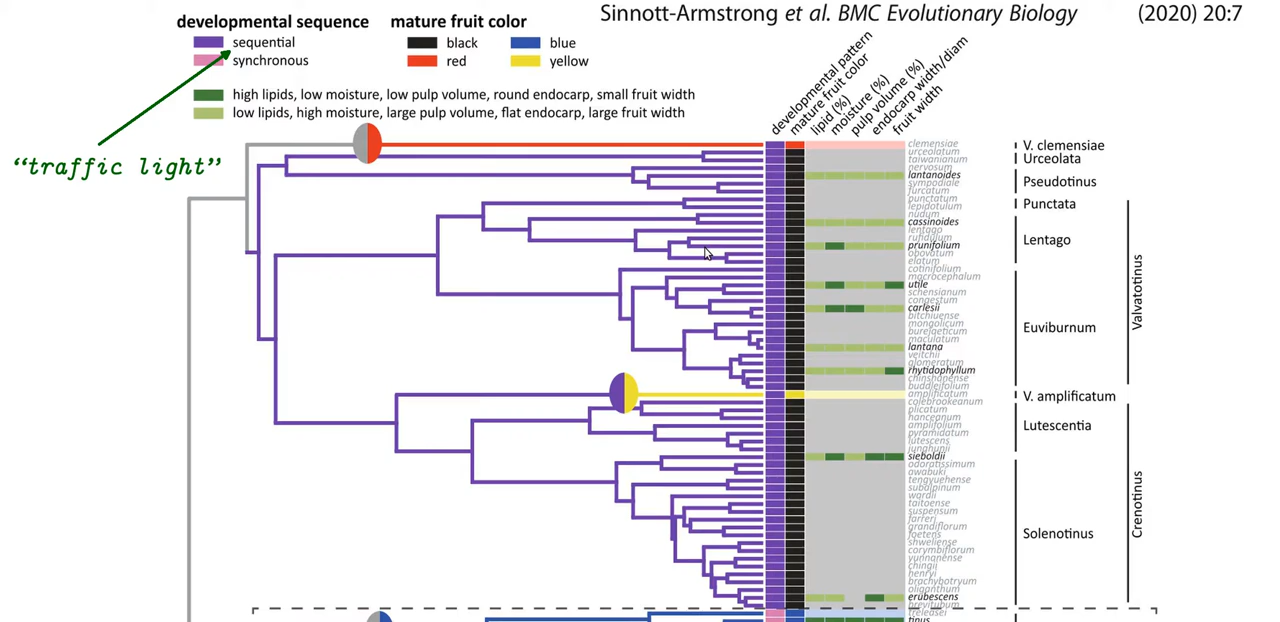 Sinnott-Armstrong et al. BMC Evolutionary Biology (2020) 20:7
developmental sequence mature fruit color
sequential black blue
synchronous red yellow
high lipids, low moisture, low pulp volume, round endocarp, small fruit width
low lipids, high moisture, large pulp volume, flat endocarp, large fruit width
developmental pattern
mature fruit color
lipid (%)
moisture (%)
pulp volume (%)
endocarp width/diam
fruit width
"traffic light"
clemensiae
urceolatum
taiwanianum
nervosum
lantanoides
sympodiale
furcatum
punctatum
lepidotulum
nudum
cassinoides
lentago
rufidulum
prunifolium
obovatum
elatum
cotinifolium
macrocephalum
utile
schensianum
congestum
carlesii
bitchiuense
mongolicum
burejaeticum
maculatum
lantana
veitchii
glomeratum
rhytidophyllum
chinshanense
buddleifolium
amplificatum
colebrookeanum
plicatum
hanceanum
amplifolium
pyramidatum
lutescens
junghunii
sieboldii
odoratissimum
awabuki
tengyuehense
subalpinum
wardii
taitoense
suspensum
farreri
grandiflorum
foetens
shweliense
corymbiflorum
yunnanense
chingii
henryi
brachybotryum
oliganthum
erubescens
brevitubum
treleasei
tinus
V. clemensiae
Urceolata
Pseudotinus
Punctata
Lentago
Euviburnum
V. amplificatum
Lutescentia
Solenotinus
Valvatotinus
Crenotinus